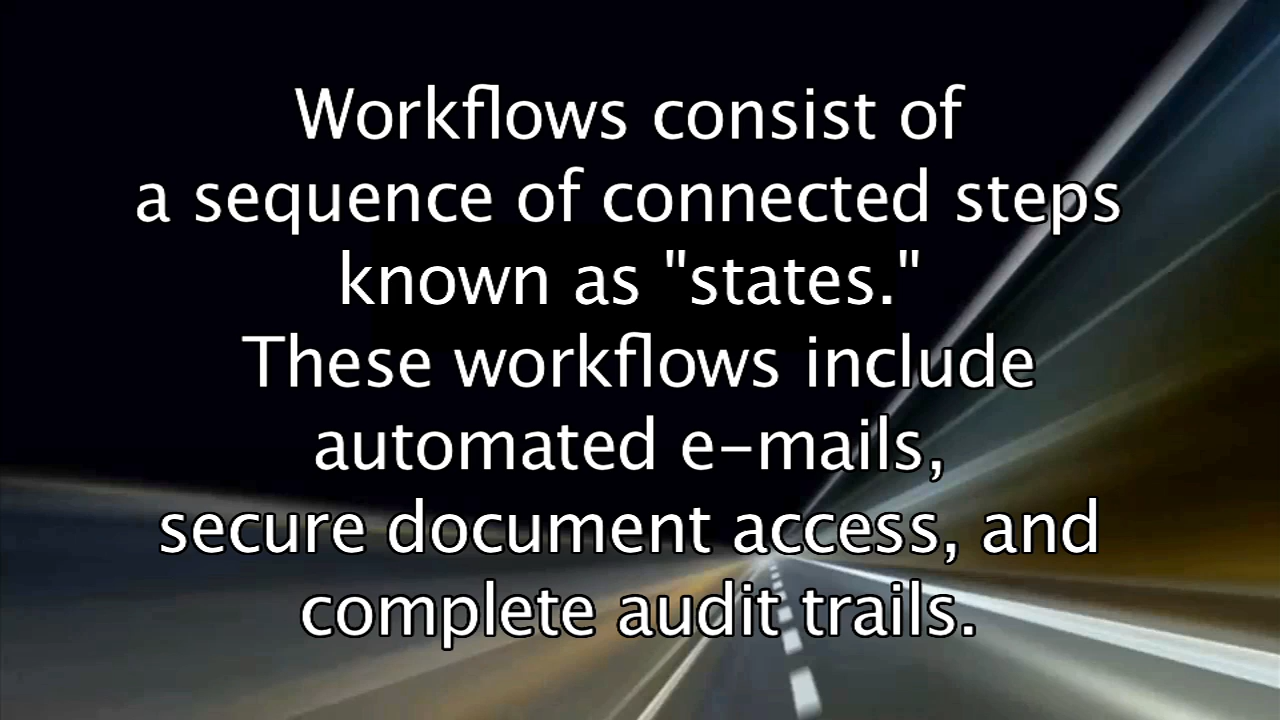 Workflows consist of
a sequence of connected steps
known as "states."
These workflows include
automated e-mails,
secure document access, and
complete audit trails.